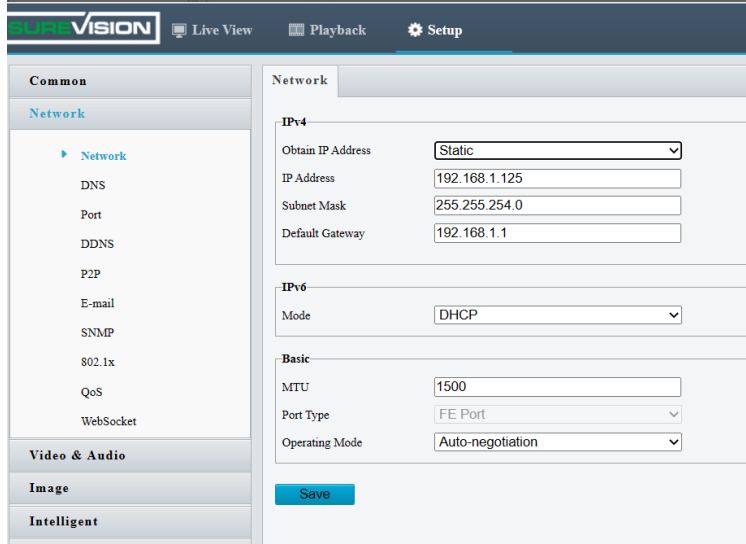 SUREVISION Live View Playback Setup
Common
Network
Network
DNS
Port
DDNS
P2P
E-mail
SNMP
802.1x
QoS
WebSocket
Video & Audio
Image
Intelligent
Network
IPv4
Obtain IP Address Static
IP Address 192.168.1.125
Subnet Mask 255.255.254.0
Default Gateway 192.168.1.1
IPv6
Mode DHCP
Basic
MTU 1500
Port Type FE Port
Operating Mode Auto-negotiation
Save